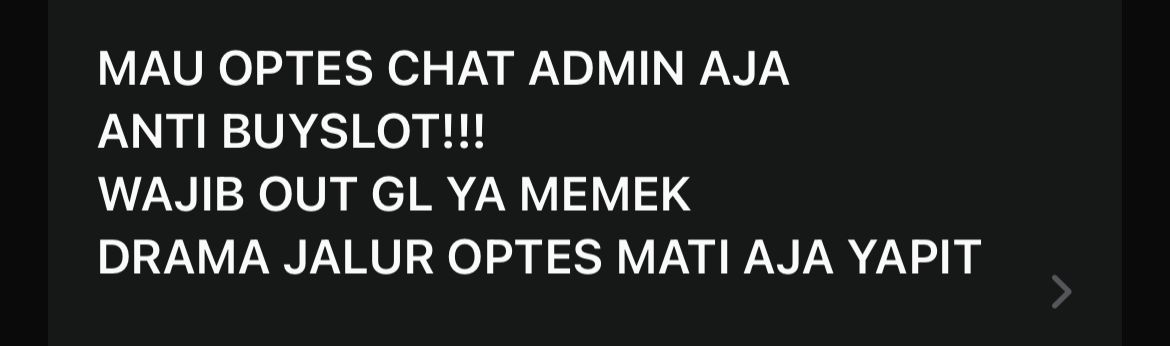 MAU OPTES CHAT ADMIN AJA
ANTI BUYSLOT!!!
WAJIB OUT GL YA MEMEK
DRAMA JALUR OPTES MATI AJA YAPIT